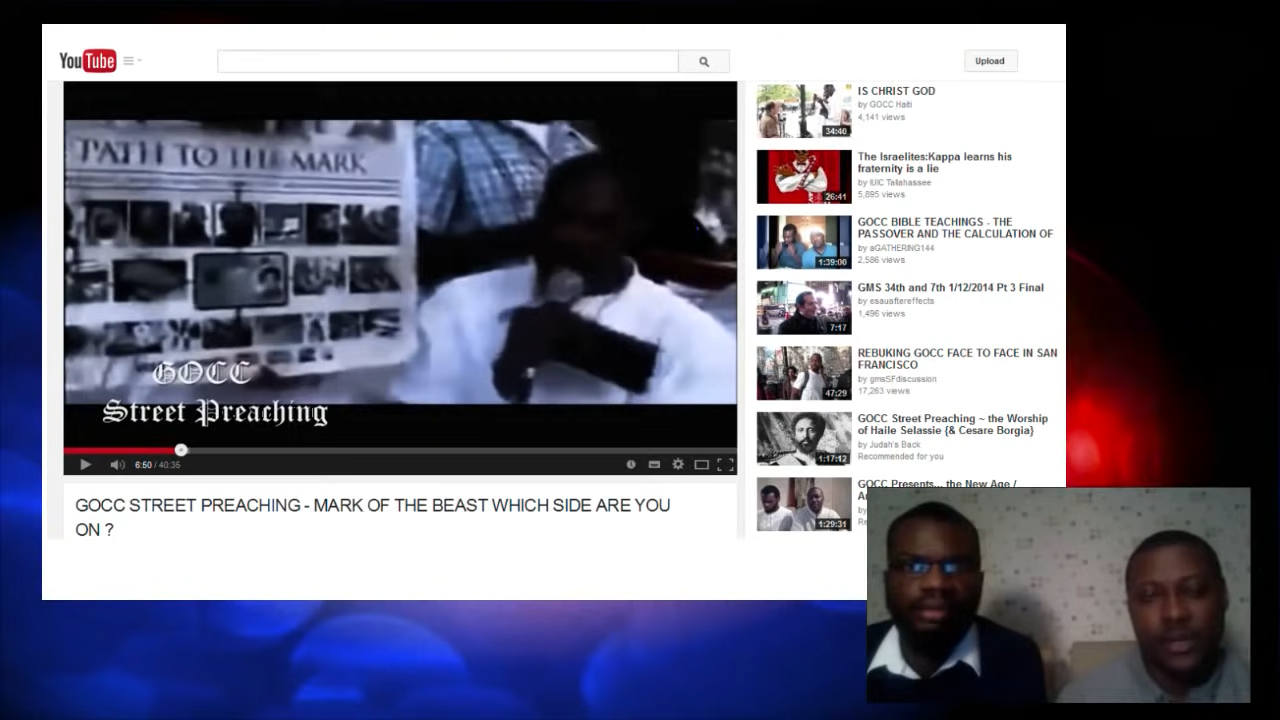 YouTube
Upload
PATH TO THE MARK
GOCC
Street Preaching
6:50 / 40:35
GOCC STREET PREACHING - MARK OF THE BEAST WHICH SIDE ARE YOU
ON ?
34:40
IS CHRIST GOD
by GOCC Haiti
4,141 views
26:41
The Israelites:Kappa learns his
fraternity is a lie
by IUIC Tallahassee
5,895 views
1:39:00
GOCC BIBLE TEACHINGS - THE
PASSOVER AND THE CALCULATION OF
by aGATHERING144
2,586 views
7:17
GMS 34th and 7th 1/12/2014 Pt 3 Final
by esauaftereffects
1,496 views
47:29
REBUKING GOCC FACE TO FACE IN SAN
FRANCISCO
by gmsSFdiscussion
17,263 views
1:17:12
GOCC Street Preaching ~ the Worship
of Haile Selassie {& Cesare Borgia}
by Judah's Back
Recommended for you
1:29:31
GOCC Presents... the New Age /
by